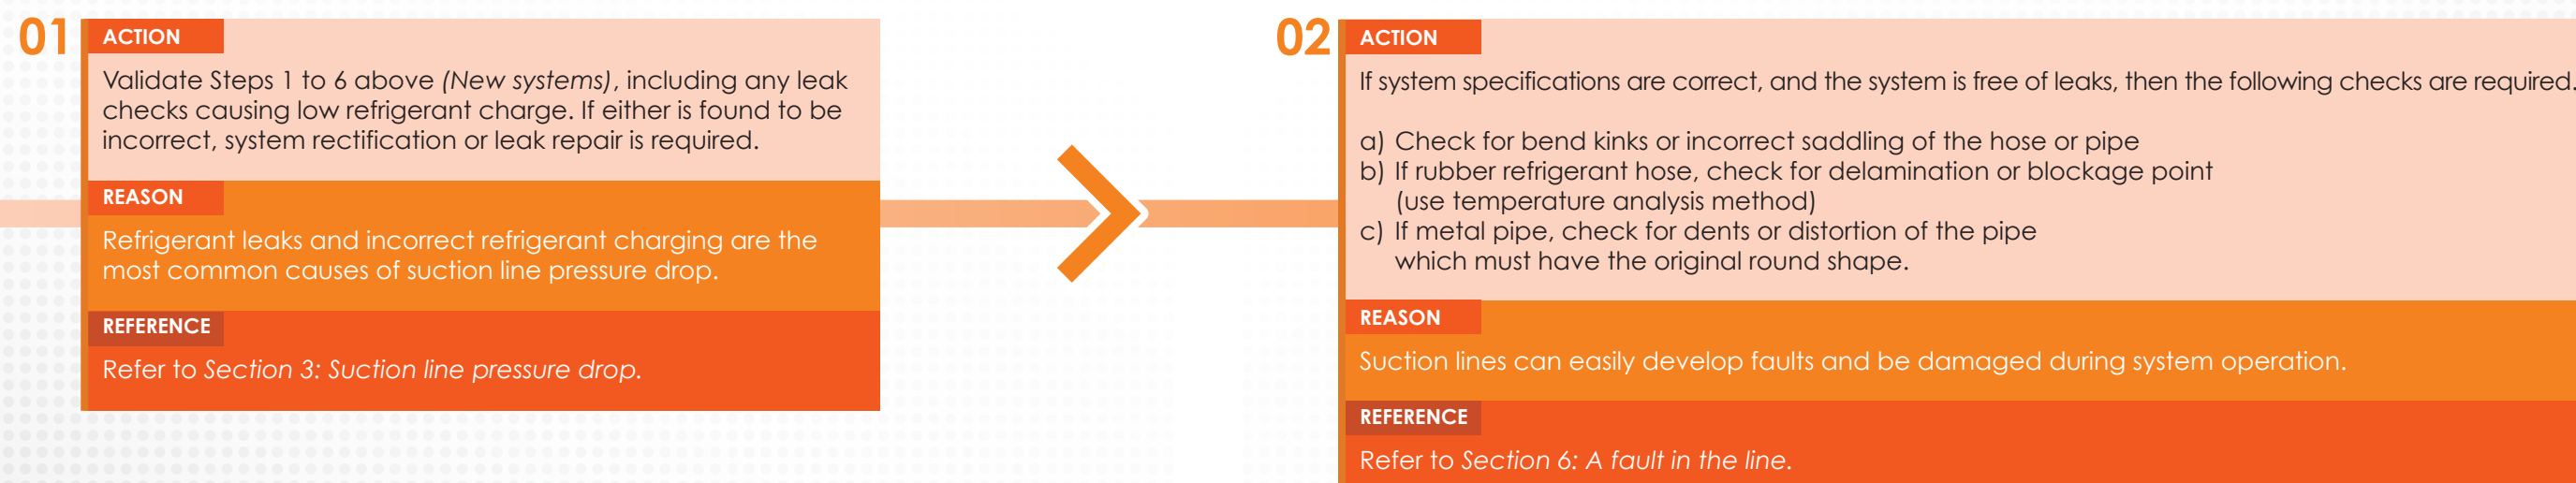 01
ACTION
Validate Steps 1 to 6 above (New systems), including any leak
checks causing low refrigerant charge. If either is found to be
incorrect, system rectification or leak repair is required.
REASON
Refrigerant leaks and incorrect refrigerant charging are the
most common causes of suction line pressure drop.
REFERENCE
Refer to Section 3: Suction line pressure drop.
02
ACTION
If system specifications are correct, and the system is free of leaks, then the following checks are required.
a) Check for bend kinks or incorrect saddling of the hose or pipe
b) If rubber refrigerant hose, check for delamination or blockage point
(use temperature analysis method)
c) If metal pipe, check for dents or distortion of the pipe
which must have the original round shape.
REASON
Suction lines can easily develop faults and be damaged during system operation.
REFERENCE
Refer to Section 6: A fault in the line.